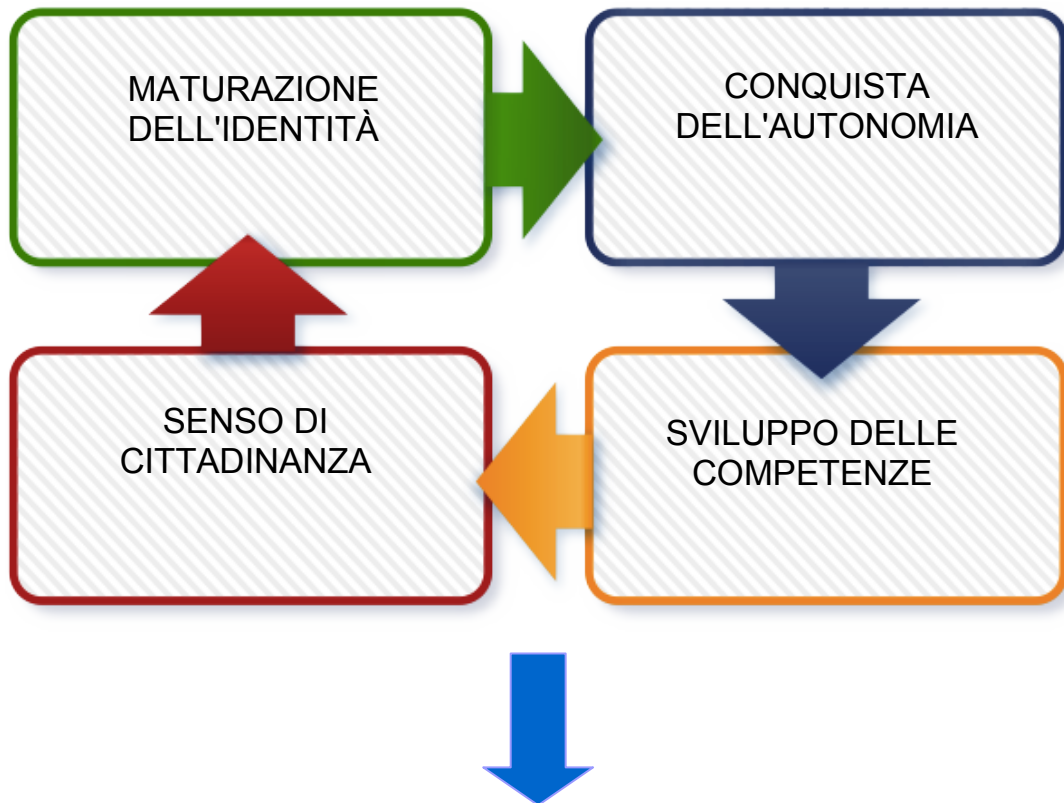 MATURAZIONE
DELL'IDENTITÀ
CONQUISTA
DELL'AUTONOMIA
SENSO DI
CITTADINANZA
SVILUPPO DELLE
COMPETENZE